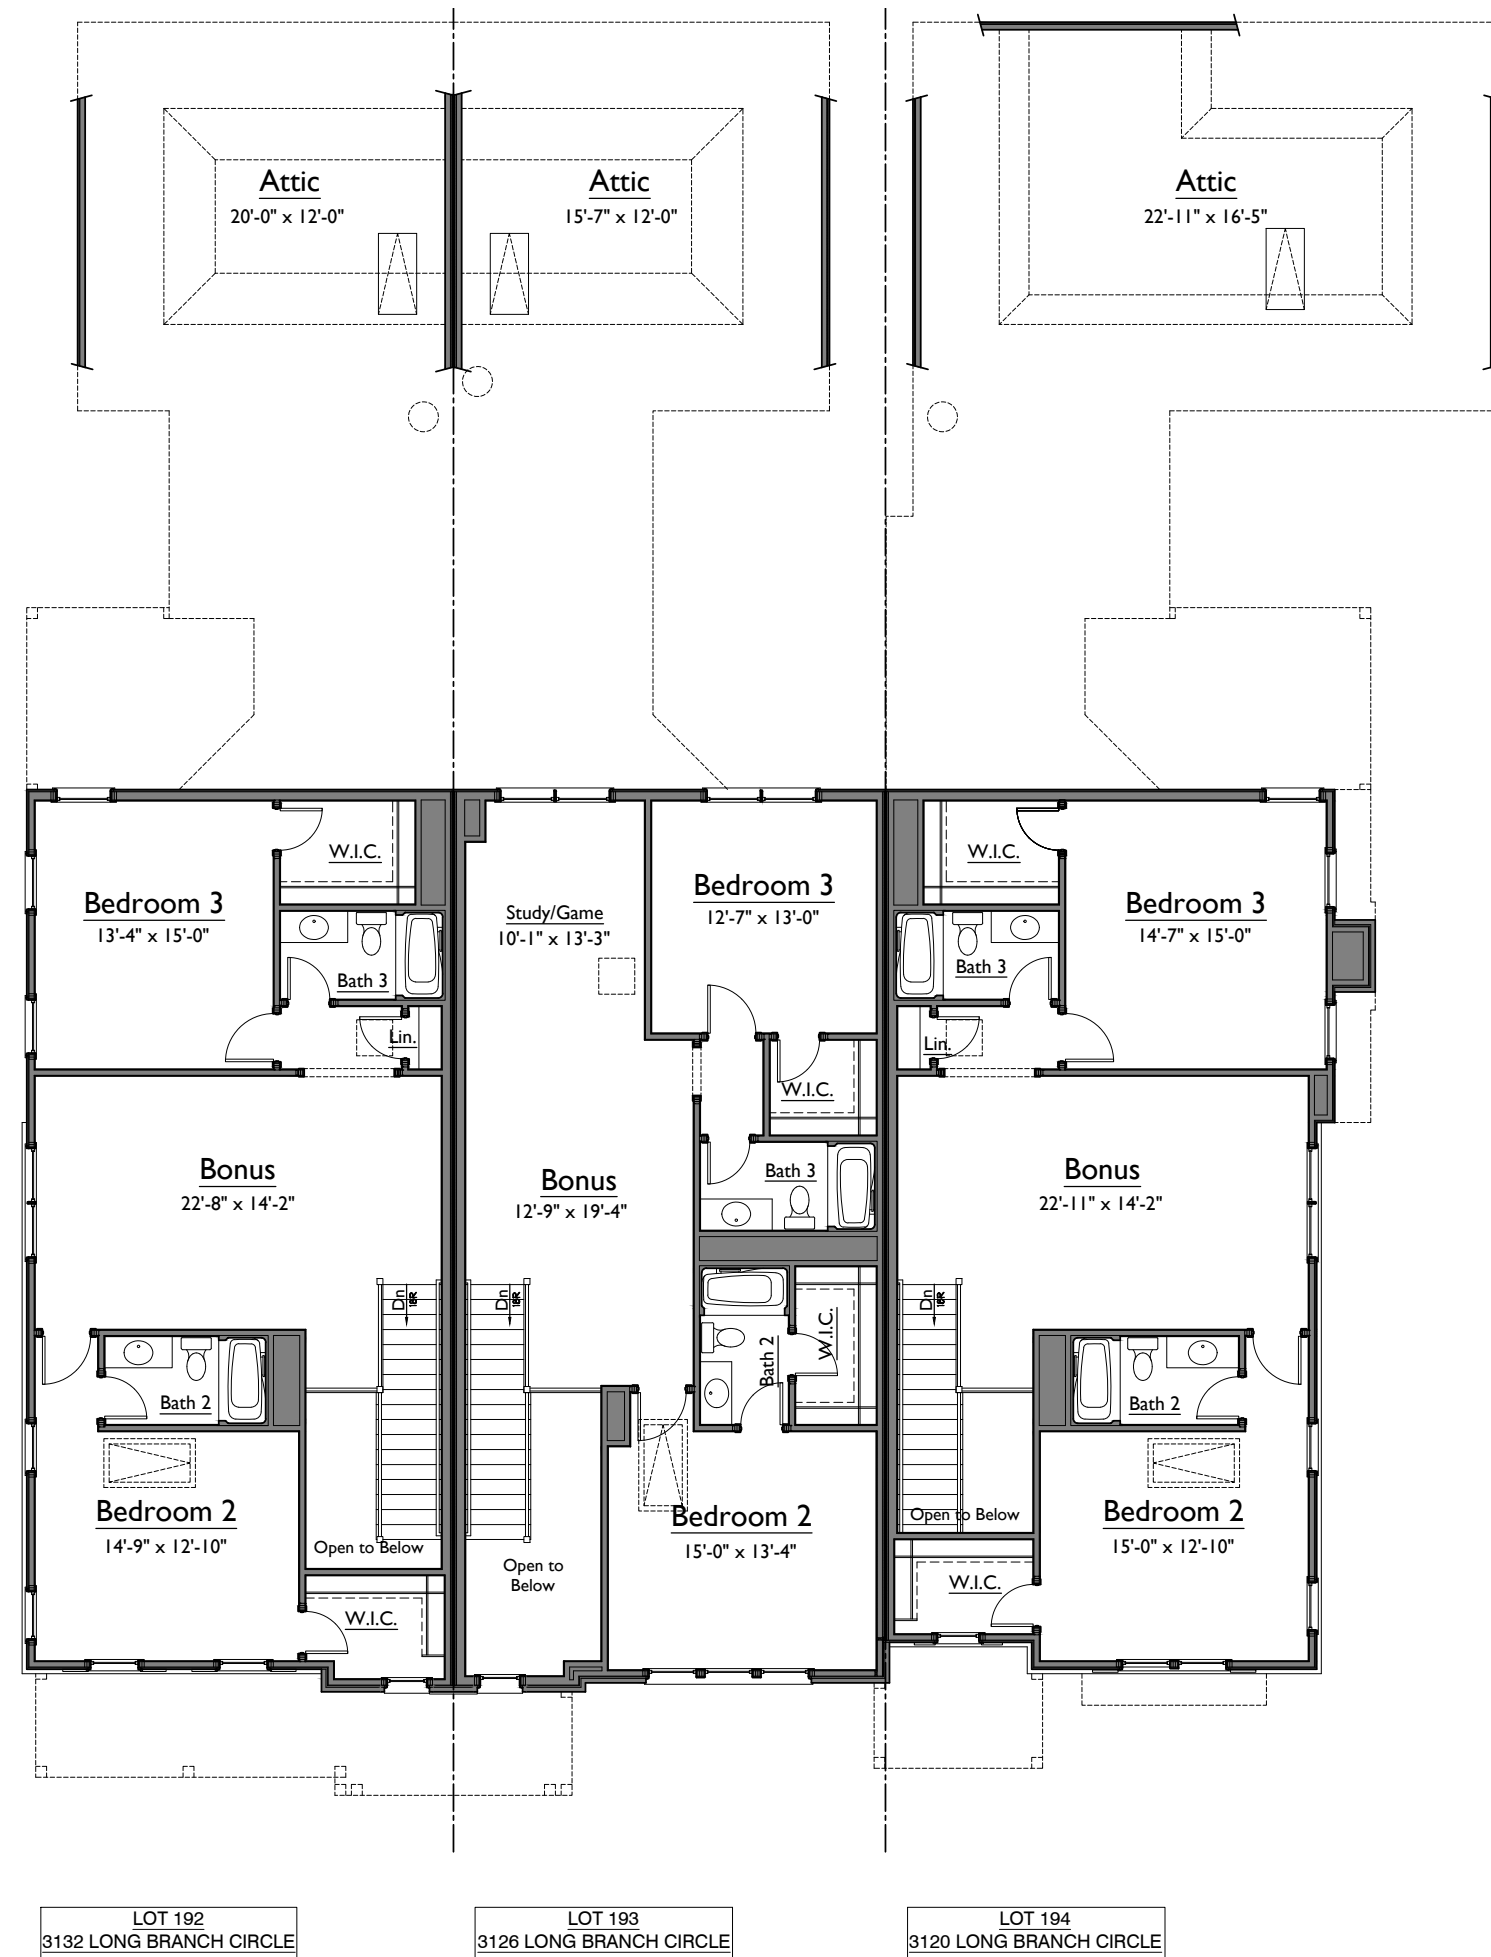 Attic
20'-0" x 12'-0"
Attic
15'-7" x 12'-0"
Attic
22'-11" x 16'-5"
W.I.C.
Bedroom 3
13'-4" x 15'-0"
Bath 3
Lin.
Study/Game
10'-1" x 13'-3"
Bedroom 3
12'-7" x 13'-0"
W.I.C.
W.I.C.
Bedroom 3
14'-7" x 15'-0"
Bath 3
Lin.
Bonus
22'-8" x 14'-2"
Bonus
12'-9" x 19'-4"
Bath 3
Bonus
22'-11" x 14'-2"
Dn
18R
Dn
18R
Dn
18R
Bath 2
Bath 2
W.I.C.
Bath 2
Bedroom 2
14'-9" x 12'-10"
Open to Below
W.I.C.
Open to
Below
Bedroom 2
15'-0" x 13'-4"
Open to Below
W.I.C.
Bedroom 2
15'-0" x 12'-10"
LOT 192
3132 LONG BRANCH CIRCLE
LOT 193
3126 LONG BRANCH CIRCLE
LOT 194
3120 LONG BRANCH CIRCLE